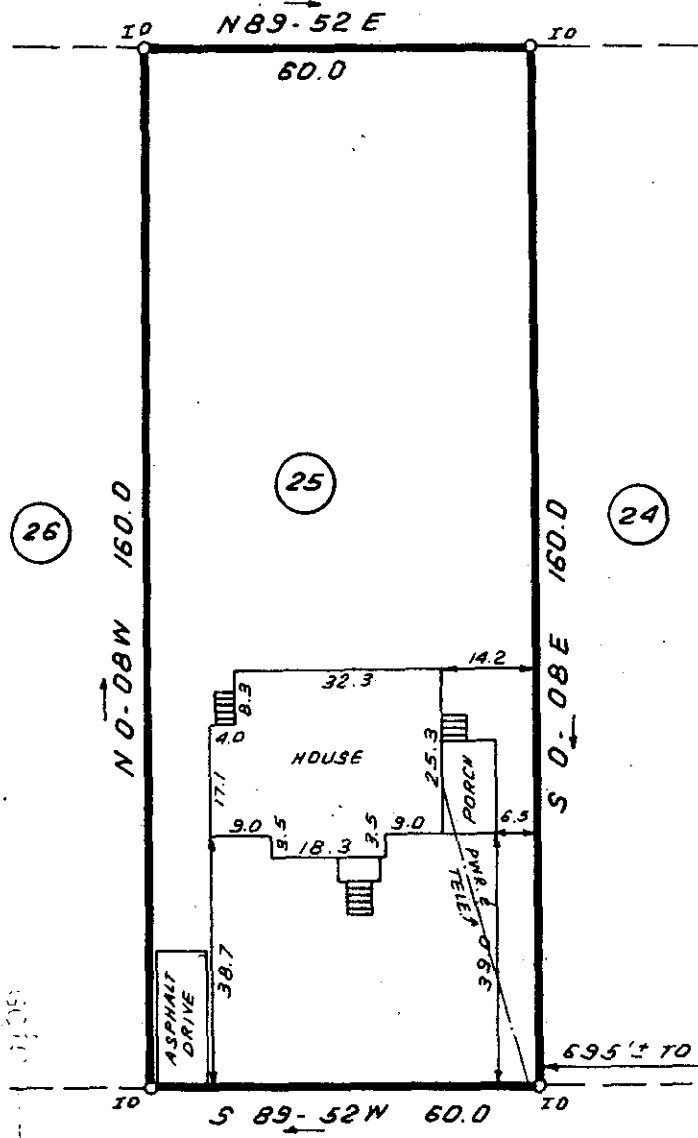 N 89-52 E
IO
IO
60.0
25
26
24
N 0-08W 160.0
S 0-08E 160.0
14.2
32.3
8.3
4.0
HOUSE
25.3
PORCH
17.1
6.5
9.0
3.5
18.3
3.5
9.0
PWR. &
TELE.
38.7
39.0
ASPHALT
DRIVE
695'± TO
IO
IO
S 89-52W 60.0